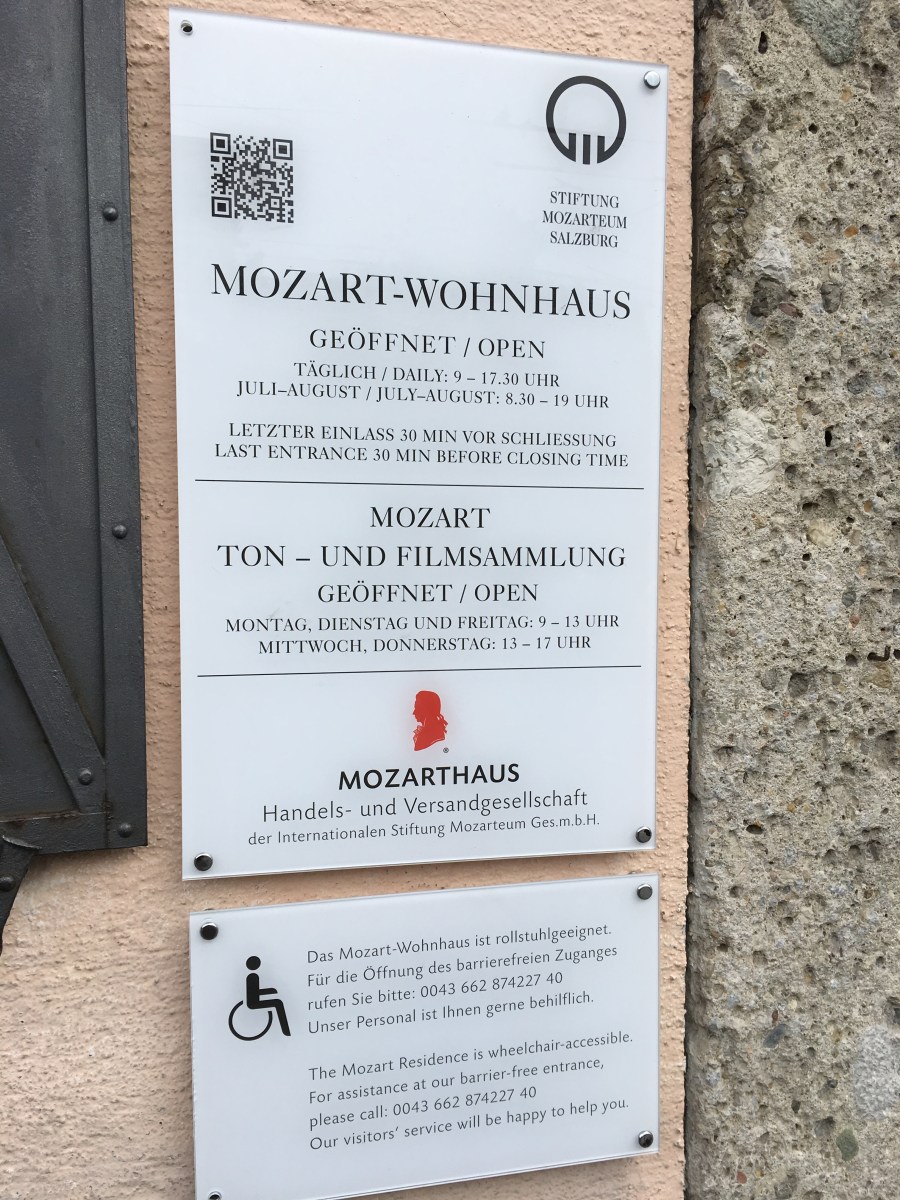 STIFTUNG
MOZARTEUM
SALZBURG
MOZART-WOHNHAUS
GEÖFFNET / OPEN
TÄGLICH / DAILY: 9 – 17.30 UHR
JULI–AUGUST / JULY–AUGUST: 8.30 – 19 UHR
LETZTER EINLASS 30 MIN VOR SCHLIESSUNG
LAST ENTRANCE 30 MIN BEFORE CLOSING TIME
MOZART
TON – UND FILMSAMMLUNG
GEÖFFNET / OPEN
MONTAG, DIENSTAG UND FREITAG: 9 – 13 UHR
MITTWOCH, DONNERSTAG: 13 – 17 UHR
®
MOZARTHAUS
Handels- und Versandgesellschaft
der Internationalen Stiftung Mozarteum Ges.m.b.H.
Das Mozart-Wohnhaus ist rollstuhlgeeignet.
Für die Öffnung des barrierefreien Zuganges
rufen Sie bitte: 0043 662 874227 40
Unser Personal ist Ihnen gerne behilflich.
The Mozart Residence is wheelchair-accessible.
For assistance at our barrier-free entrance,
please call: 0043 662 874227 40
Our visitors‘ service will be happy to help you.